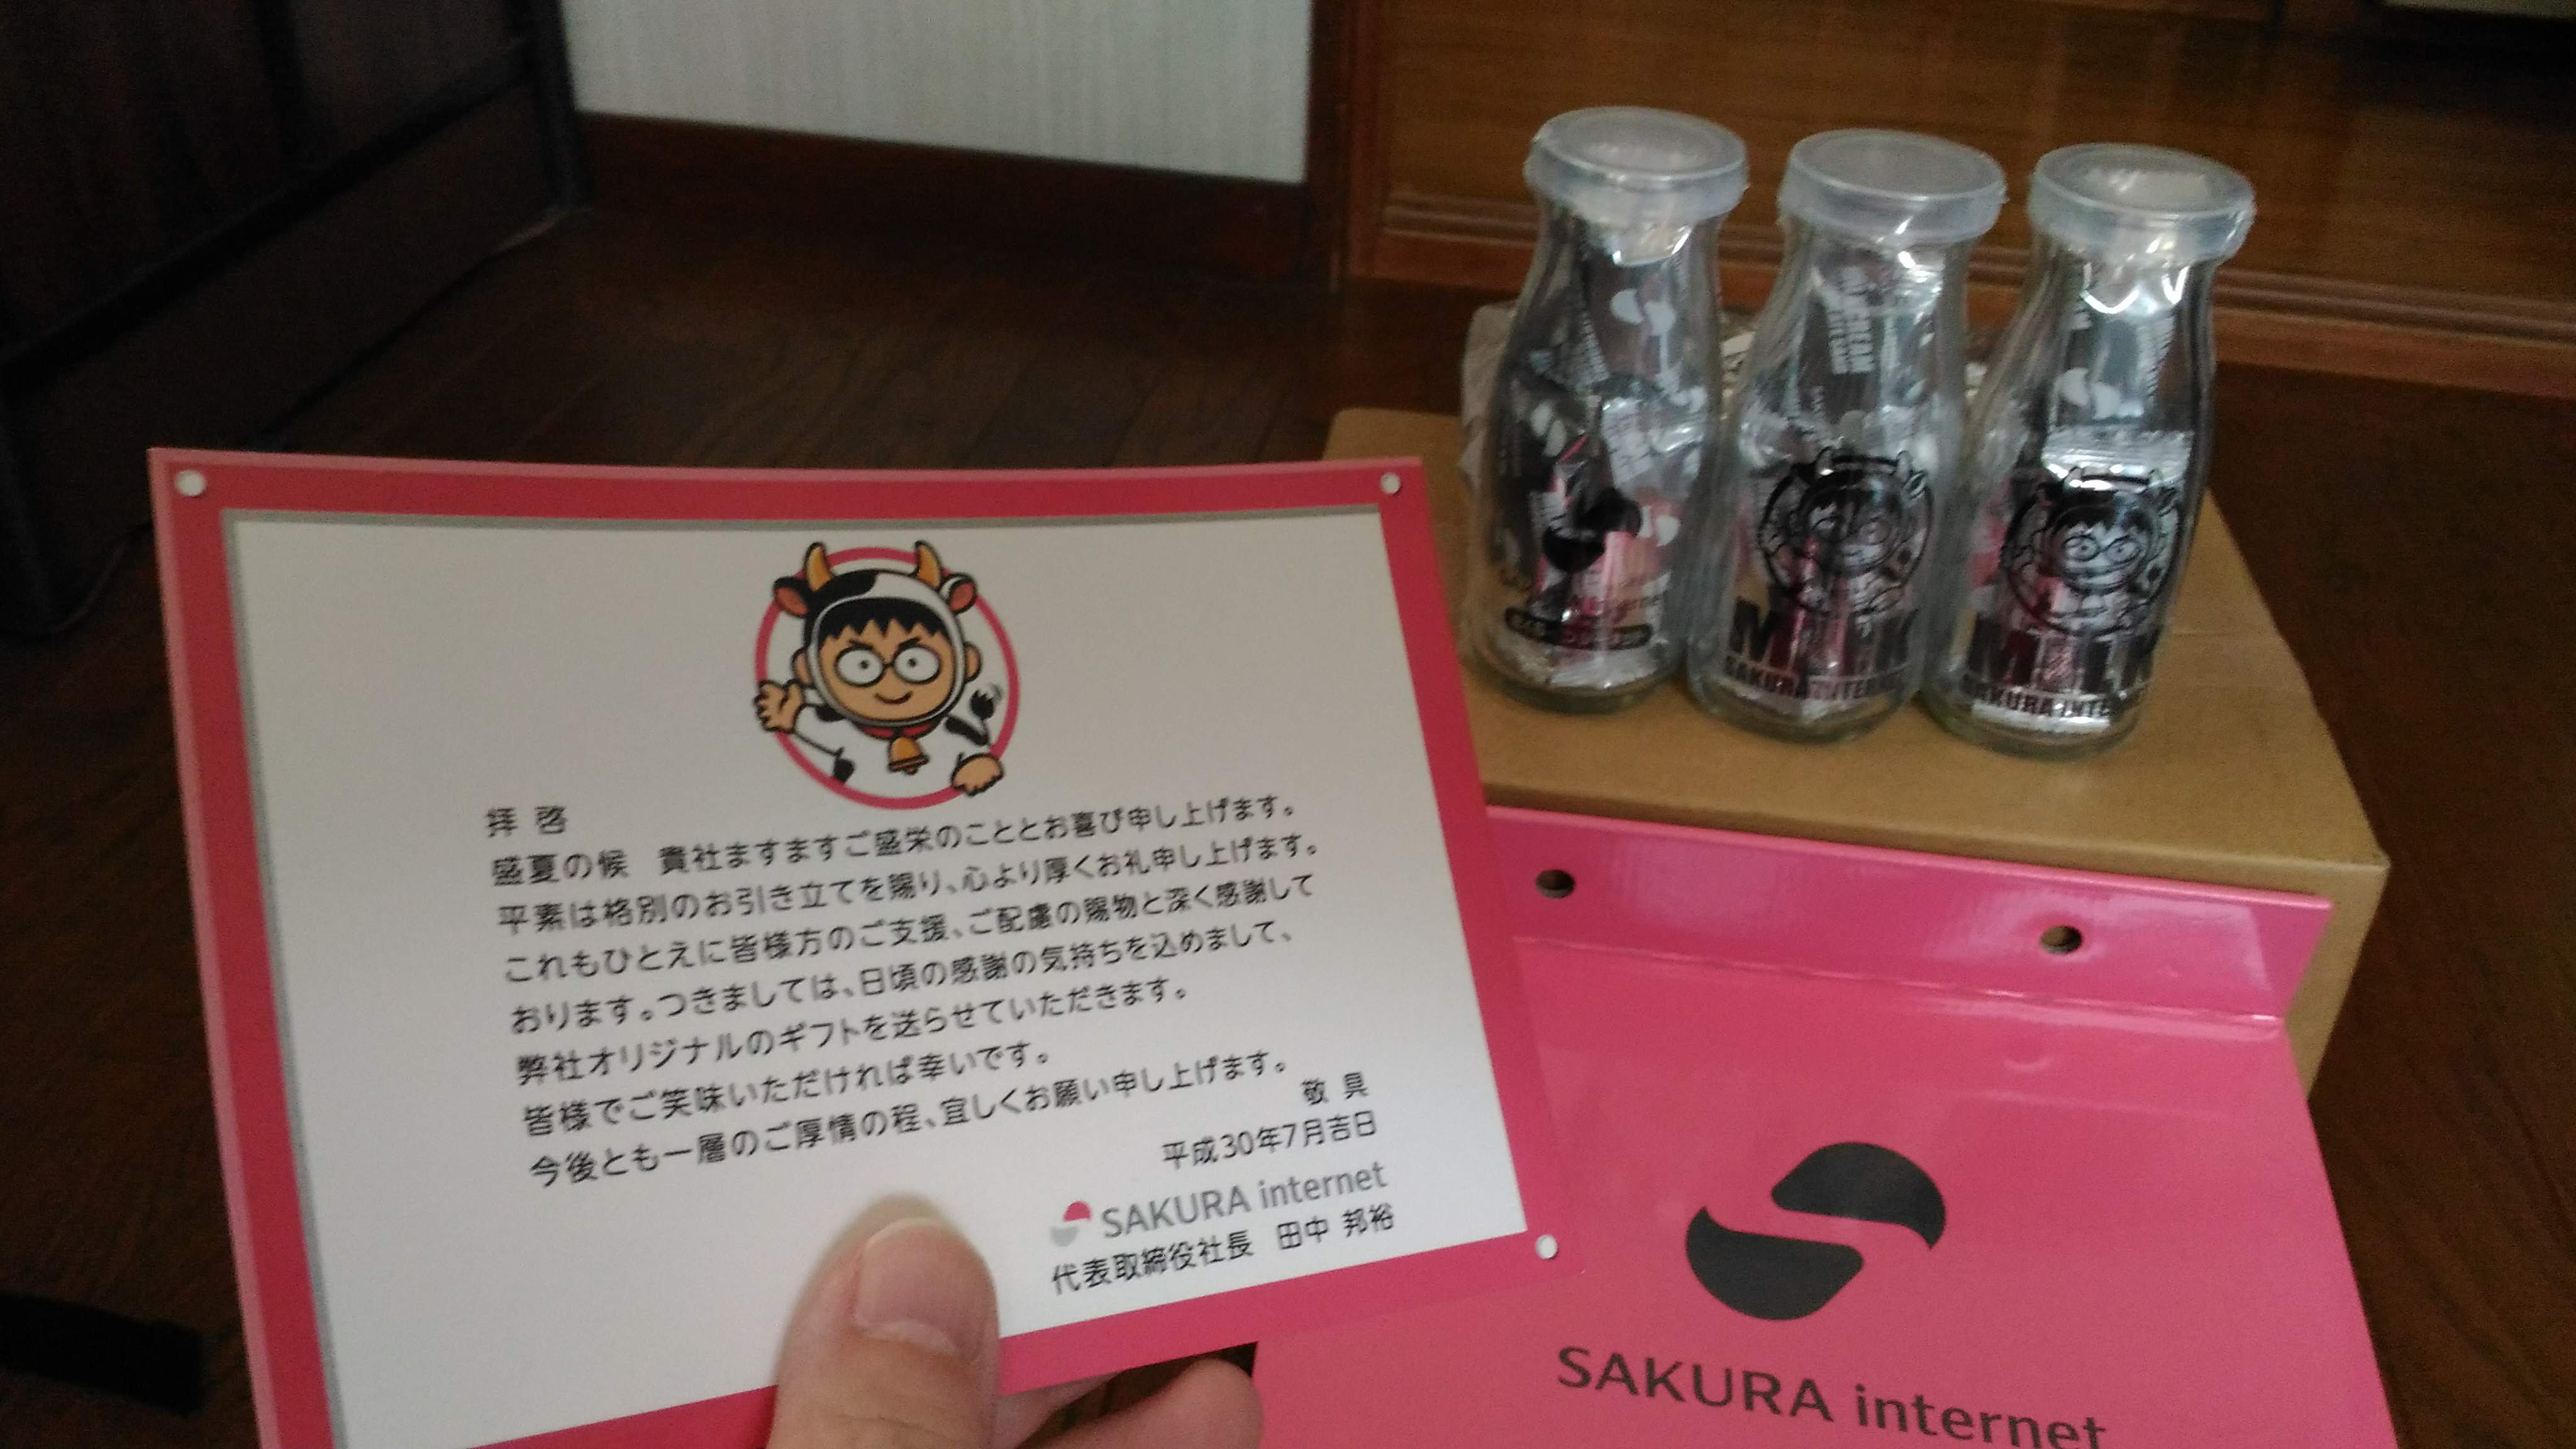 拝 啓
盛夏の候　貴社ますますご盛栄のこととお喜び申し上げます。
平素は格別のお引き立てを賜り、心より厚くお礼申し上げます。
これもひとえに皆様方のご支援、ご配慮の賜物と深く感謝して
おります。つきましては、日頃の感謝の気持ちを込めまして、
弊社オリジナルのギフトを送らせていただきます。
皆様でご笑味いただければ幸いです。
今後とも一層のご厚情の程、宜しくお願い申し上げます。
敬 具
平成30年7月吉日
SAKURA internet
代表取締役社長　田中 邦裕
MILK
SAKURA INTE
MILK
SAKURA INTE
SAKURA internet